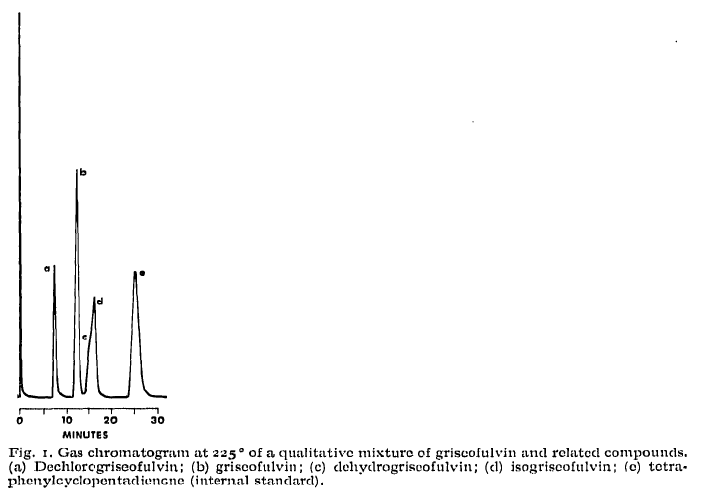 b
a
e
d
c
0 10 20 30
MINUTES
Fig. 1. Gas chromatogram at 225° of a qualitative mixture of griseofulvin and related compounds.
(a) Dechlorogriseofulvin; (b) griseofulvin; (c) dehydrogriseofulvin; (d) isogriseofulvin; (e) tetra-
phenylcyclopentadienone (internal standard).